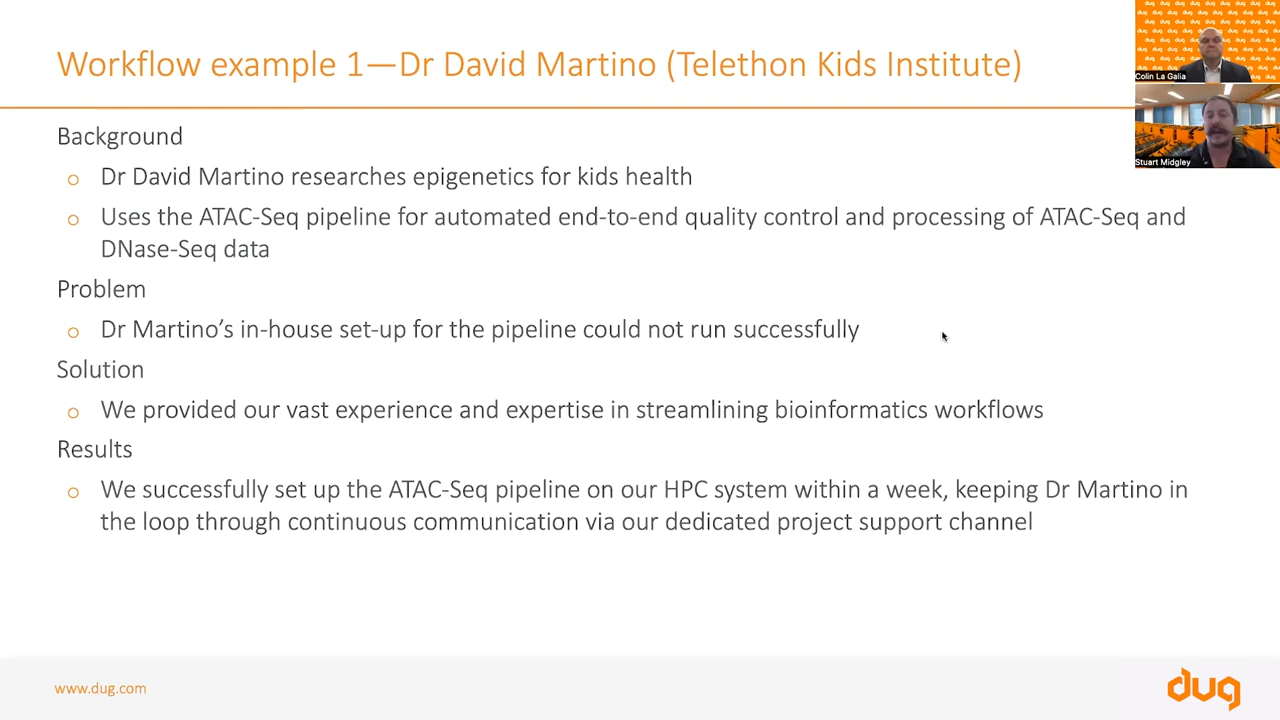 Workflow example 1—Dr David Martino (Telethon Kids Institute)
Colin La Galia
Stuart Midgley
Background
Dr David Martino researches epigenetics for kids health
Uses the ATAC-Seq pipeline for automated end-to-end quality control and processing of ATAC-Seq and
DNase-Seq data
Problem
Dr Martino's in-house set-up for the pipeline could not run successfully
Solution
We provided our vast experience and expertise in streamlining bioinformatics workflows
Results
We successfully set up the ATAC-Seq pipeline on our HPC system within a week, keeping Dr Martino in
the loop through continuous communication via our dedicated project support channel
www.dug.com
dug